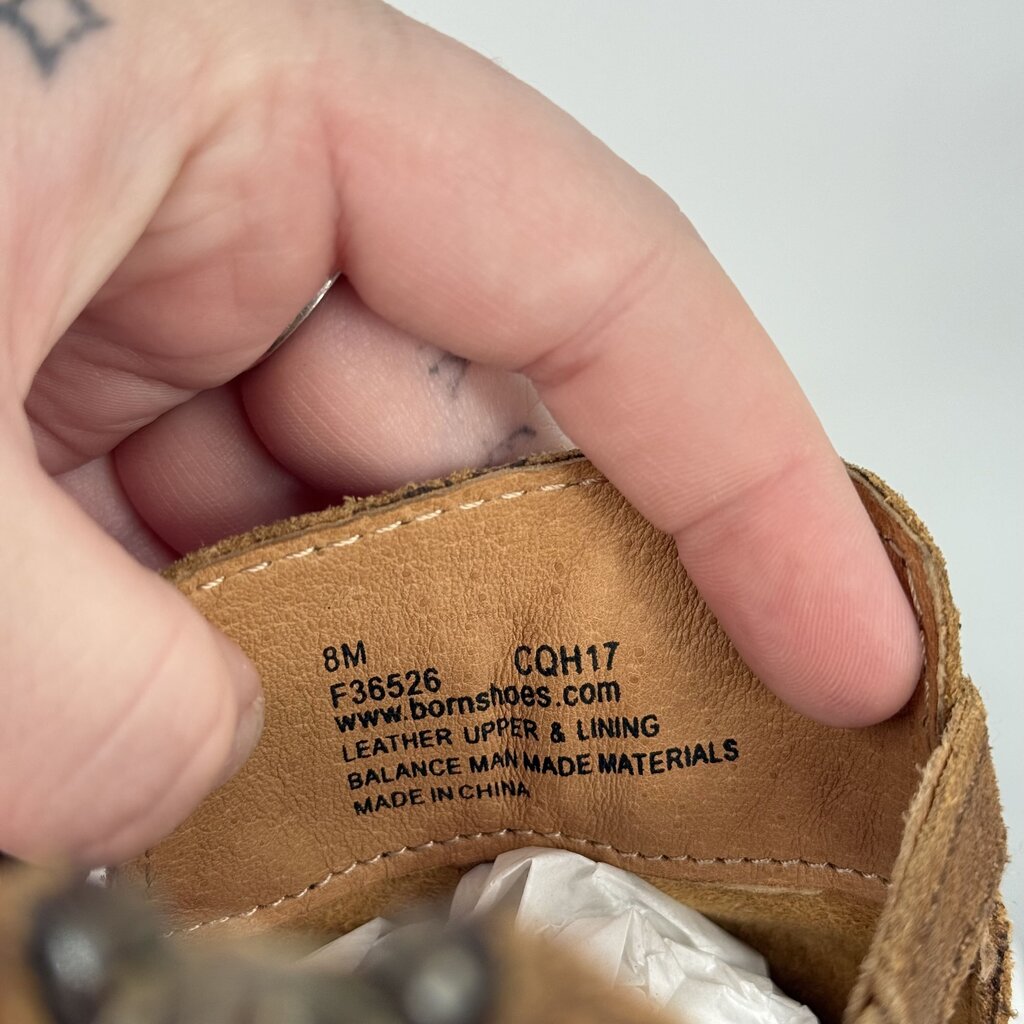 8M CQH17
F36526
www.bornshoes.com
LEATHER UPPER & LINING
BALANCE MAN MADE MATERIALS
MADE IN CHINA